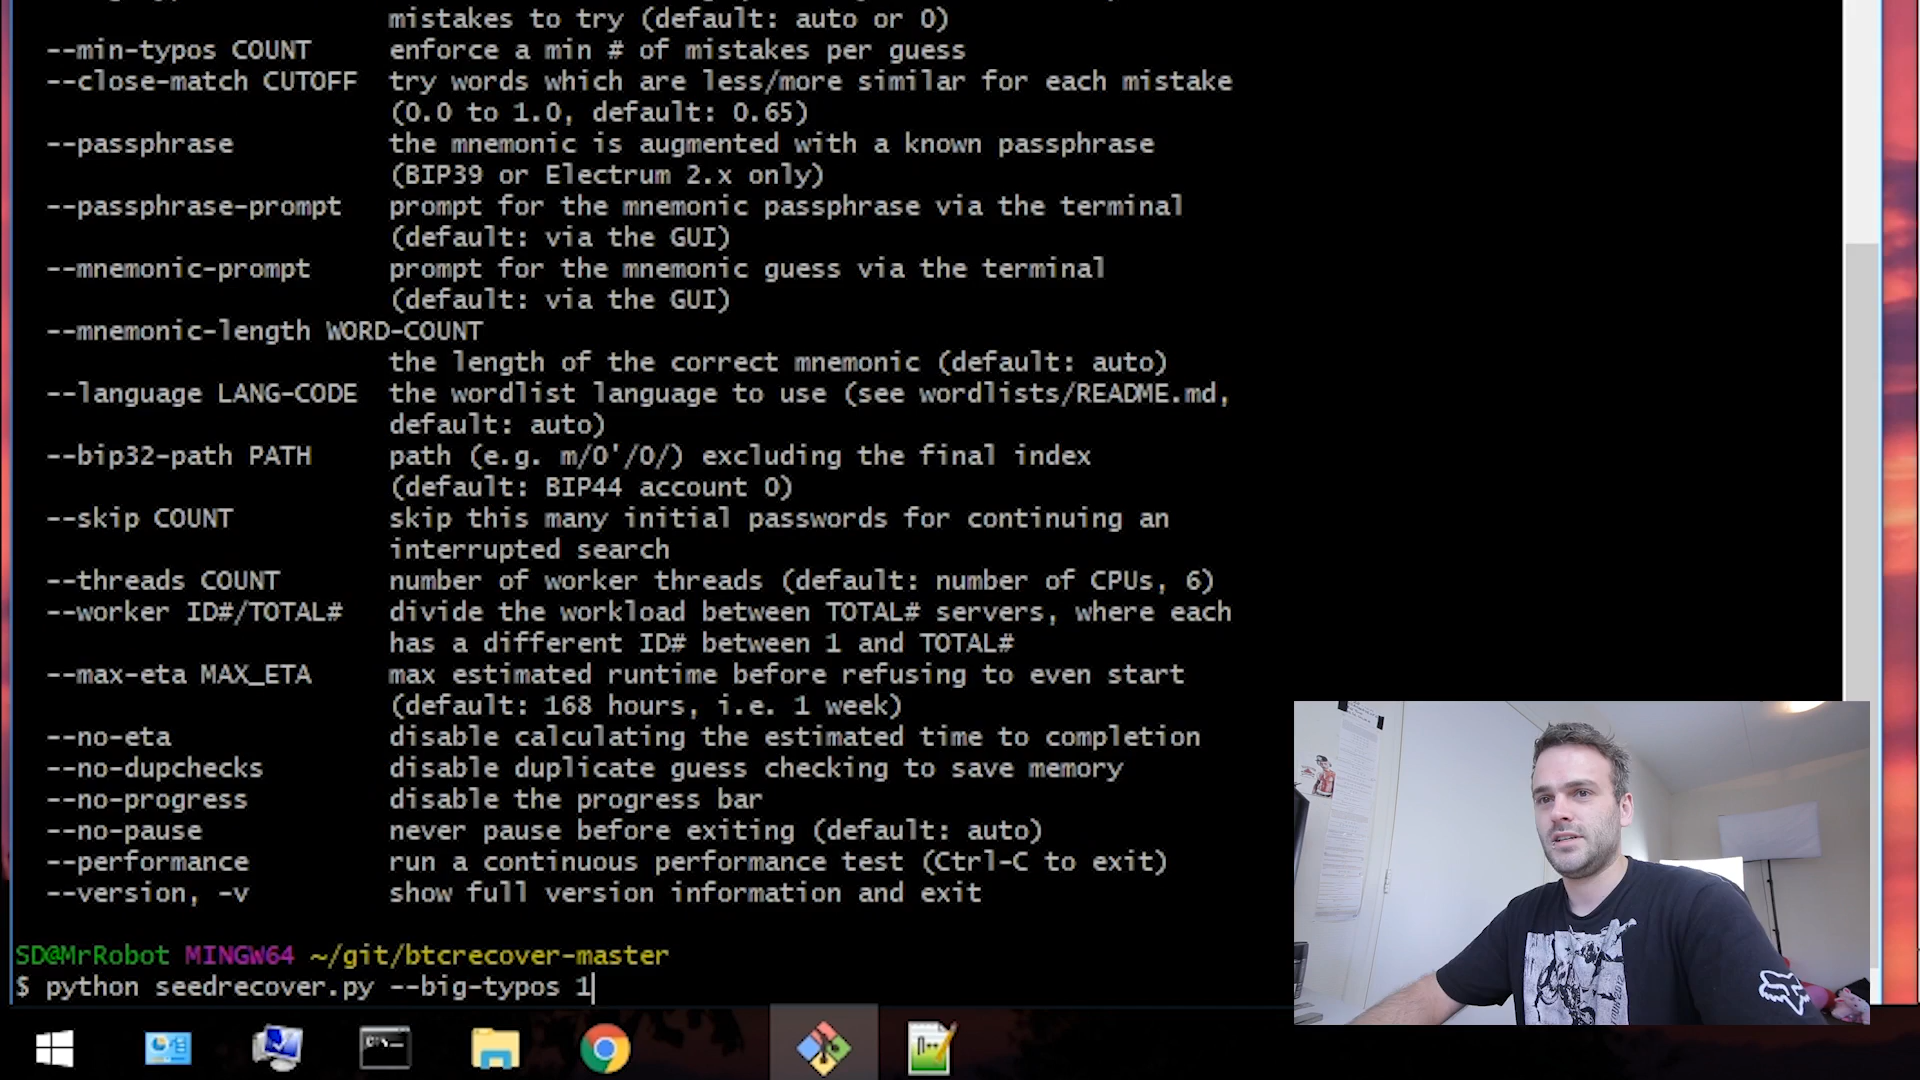 mistakes to try (default: auto or 0)
--min-typos COUNT enforce a min # of mistakes per guess
--close-match CUTOFF try words which are less/more similar for each mistake
(0.0 to 1.0, default: 0.65)
--passphrase the mnemonic is augmented with a known passphrase
(BIP39 or Electrum 2.x only)
--passphrase-prompt prompt for the mnemonic passphrase via the terminal
(default: via the GUI)
--mnemonic-prompt prompt for the mnemonic guess via the terminal
(default: via the GUI)
--mnemonic-length WORD-COUNT
the length of the correct mnemonic (default: auto)
--language LANG-CODE the wordlist language to use (see wordlists/README.md,
default: auto)
--bip32-path PATH path (e.g. m/0'/0/) excluding the final index
(default: BIP44 account 0)
--skip COUNT skip this many initial passwords for continuing an
interrupted search
--threads COUNT number of worker threads (default: number of CPUs, 6)
--worker ID#/TOTAL# divide the workload between TOTAL# servers, where each
has a different ID# between 1 and TOTAL#
--max-eta MAX_ETA max estimated runtime before refusing to even start
(default: 168 hours, i.e. 1 week)
--no-eta disable calculating the estimated time to completion
--no-dupchecks disable duplicate guess checking to save memory
--no-progress disable the progress bar
--no-pause never pause before exiting (default: auto)
--performance run a continuous performance test (Ctrl-C to exit)
--version, -v show full version information and exit
SD@MrRobot MINGW64 ~/git/btcrecover-master
$ python seedrecover.py --big-typos 1